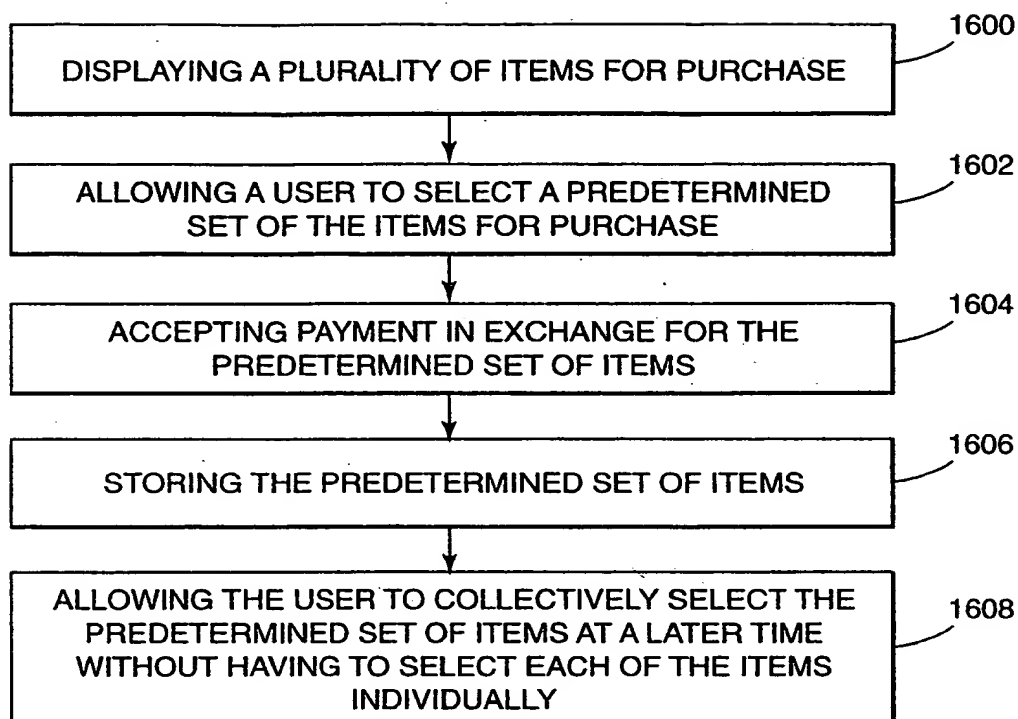 1600
DISPLAYING A PLURALITY OF ITEMS FOR PURCHASE
1602
ALLOWING A USER TO SELECT A PREDETERMINED
SET OF THE ITEMS FOR PURCHASE
1604
ACCEPTING PAYMENT IN EXCHANGE FOR THE
PREDETERMINED SET OF ITEMS
1606
STORING THE PREDETERMINED SET OF ITEMS
1608
ALLOWING THE USER TO COLLECTIVELY SELECT THE
PREDETERMINED SET OF ITEMS AT A LATER TIME
WITHOUT HAVING TO SELECT EACH OF THE ITEMS
INDIVIDUALLY